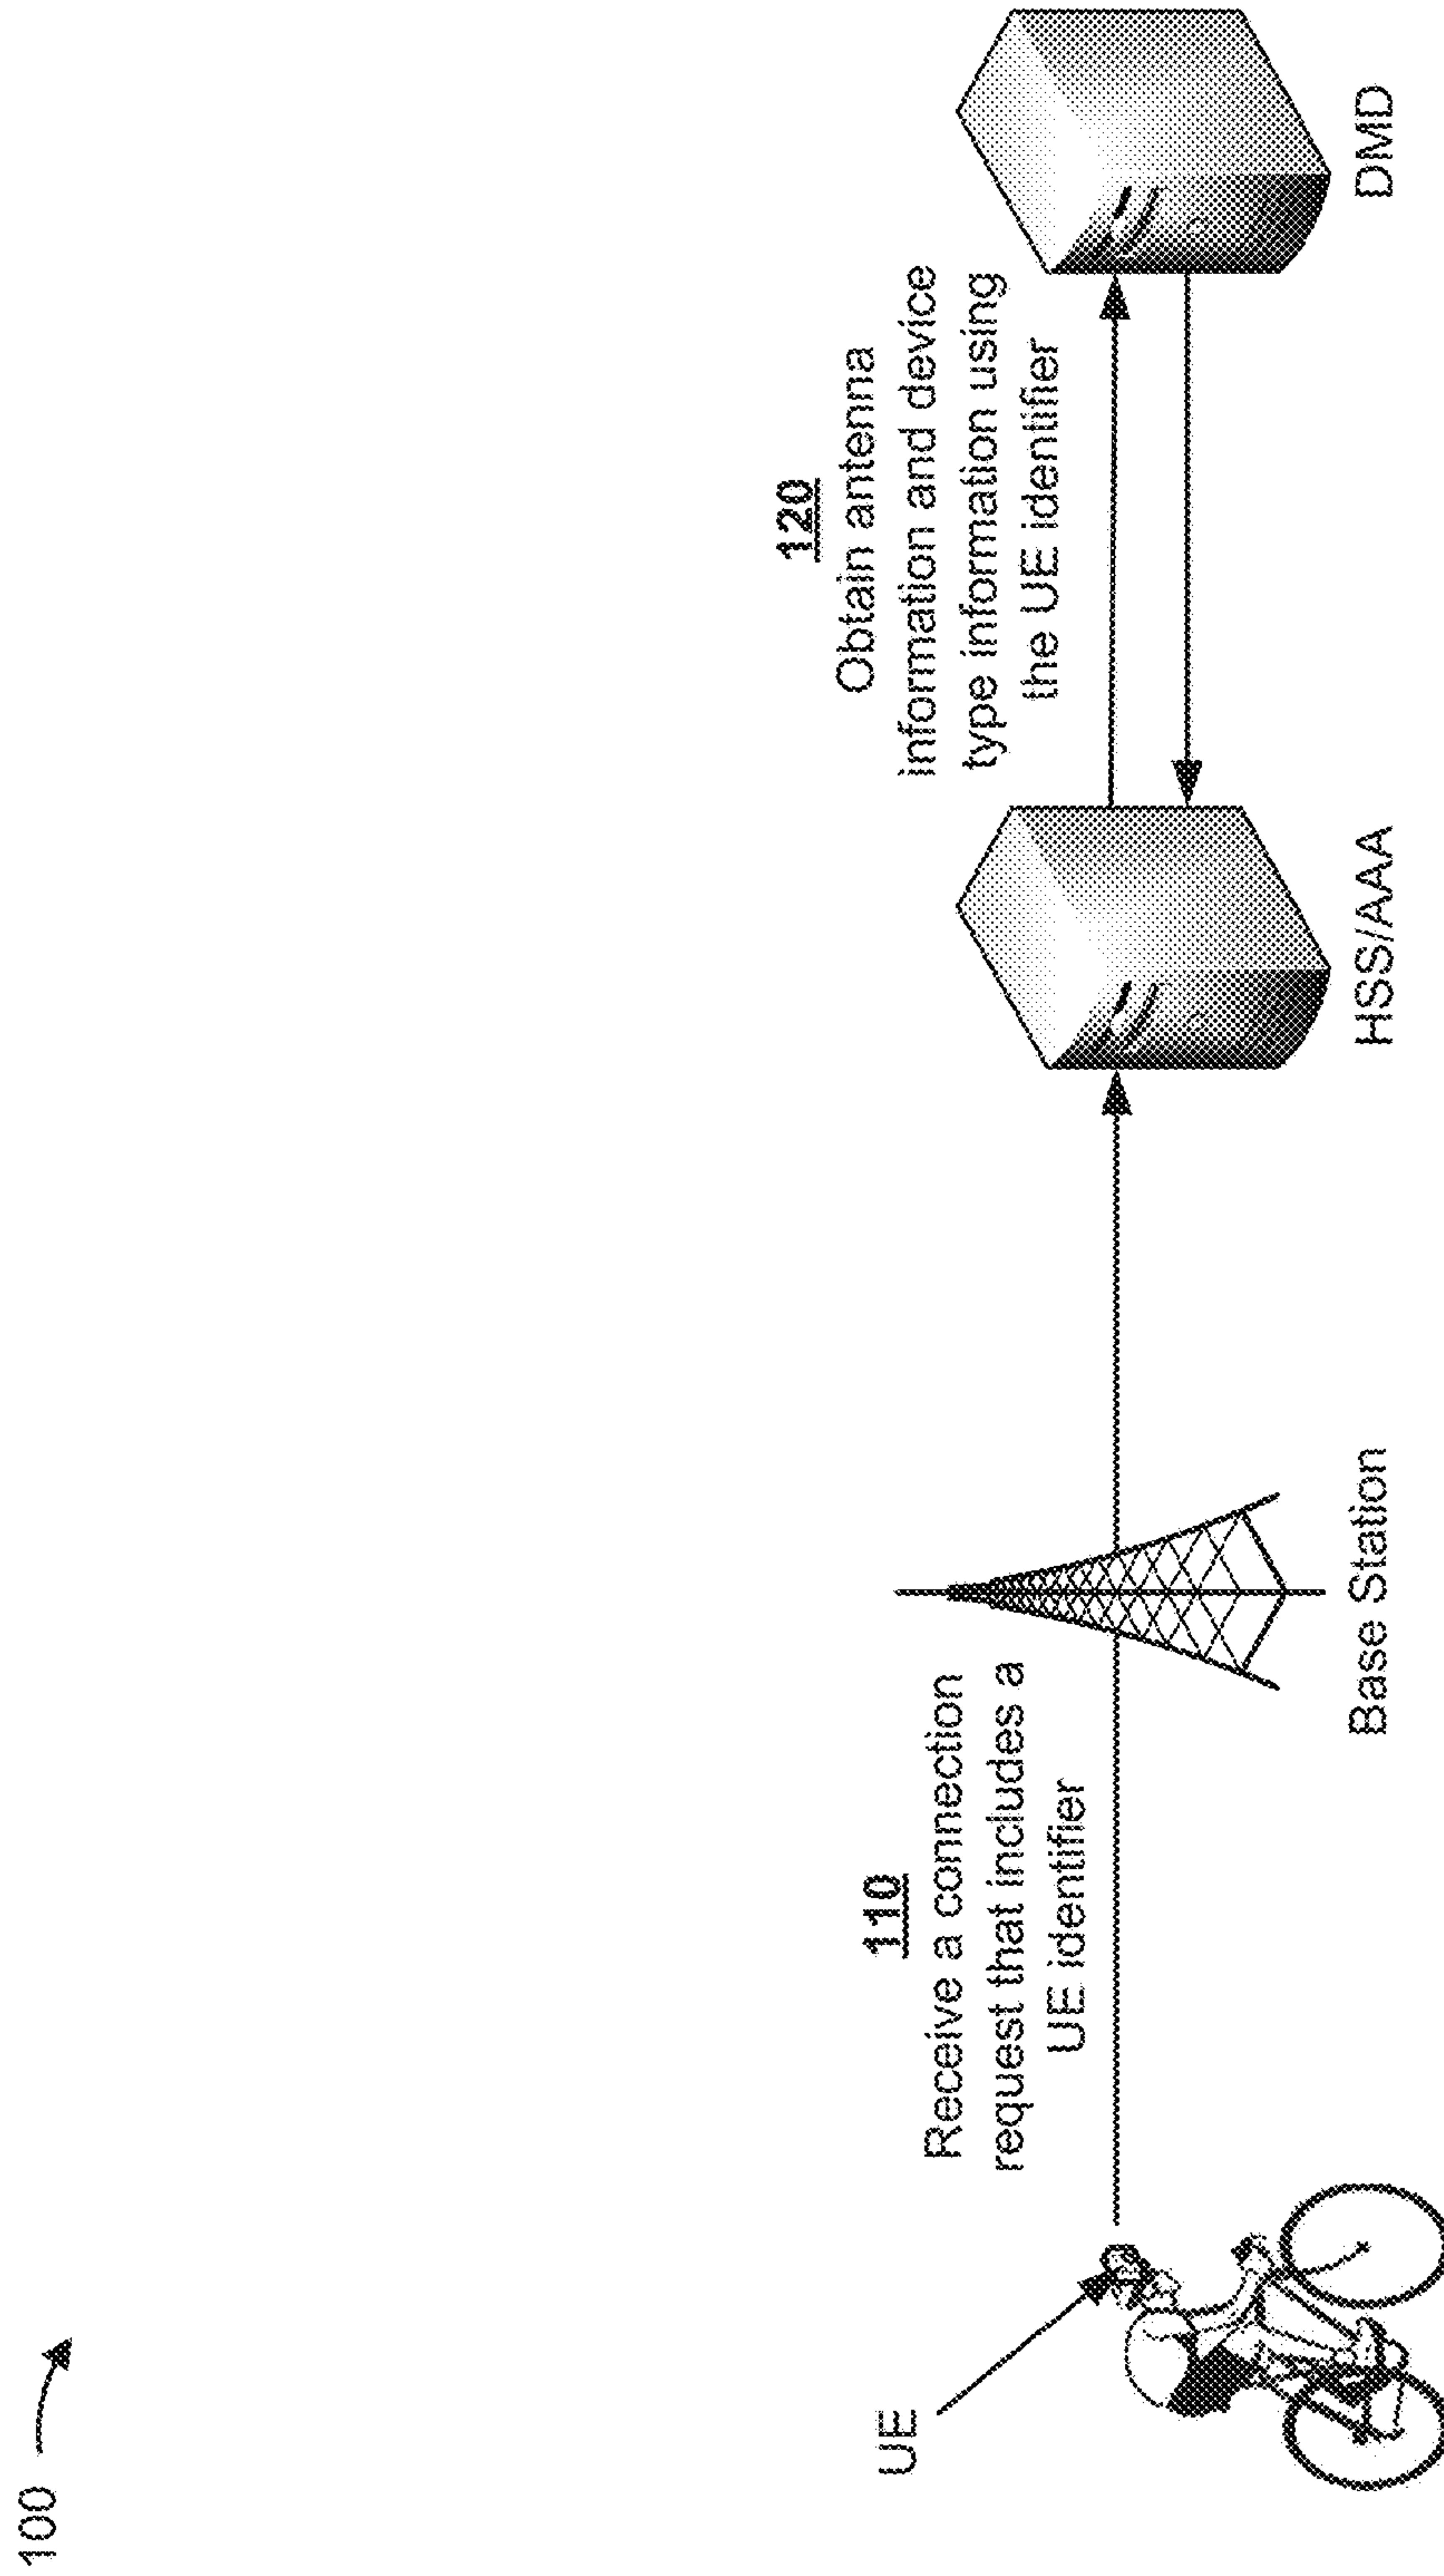 100
120
Obtain antenna
information and device
type information using
the UE identifier
110
Receive a connection
request that includes a
UE identifier
UE
Base Station
HSS/AAA
DMD